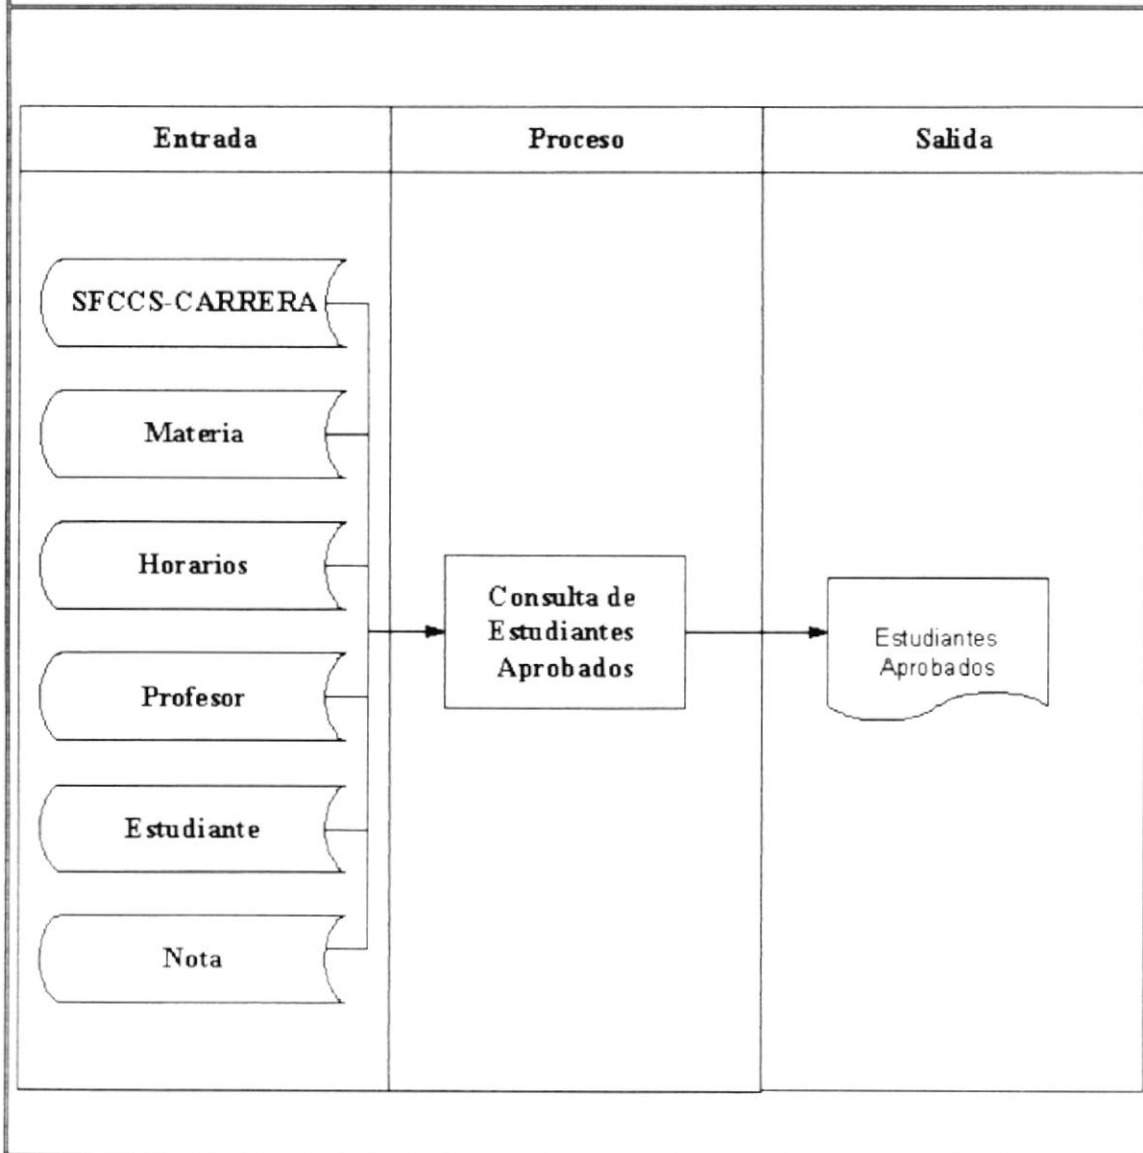 Entrada
Proceso
Salida
SFCCS-CARRERA
Materia
Horarios
Profesor
Estudiante
Nota
Consulta de
Estudiantes
Aprobados
Estudiantes
Aprobados